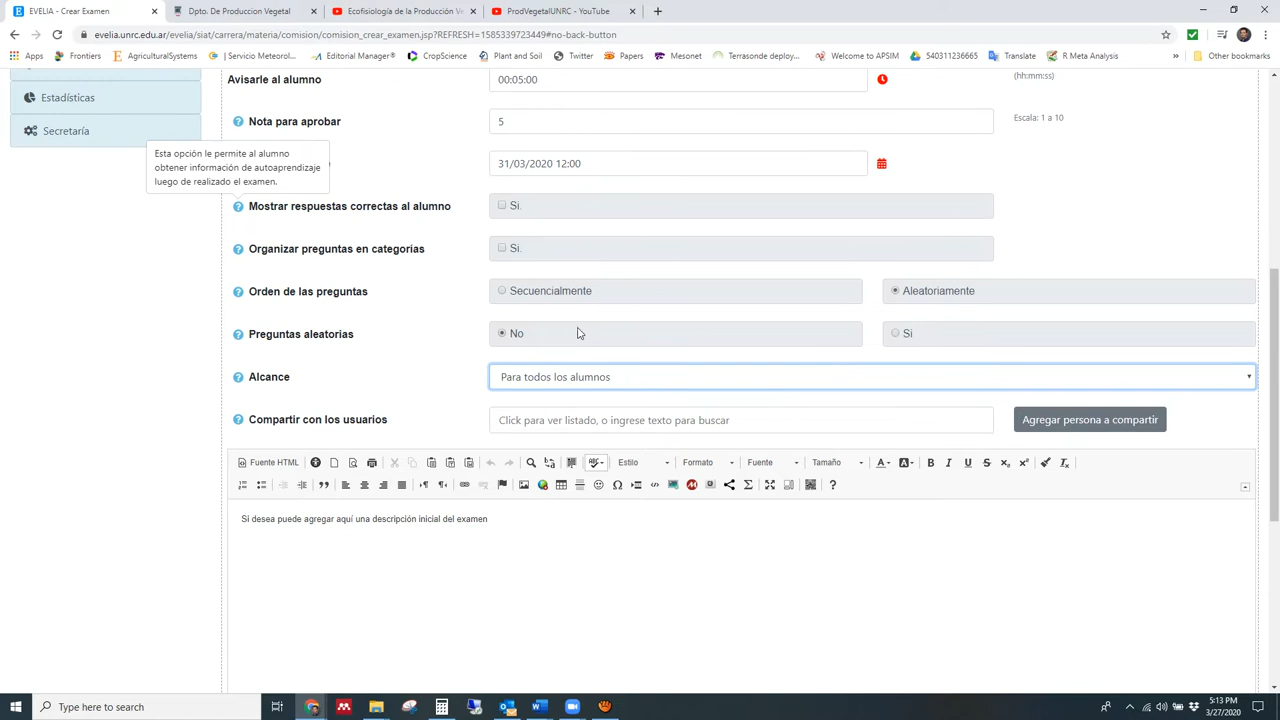 EVELIA - Crear Examen
Dpto. De Produccion Vegetal
Ecofisiología de la Producción Ve
ProdVegetalUNRC - YouTube
evelia.unrc.edu.ar/evelia/siat/carrera/materia/comision/comision_crear_examen.jsp?REFRESH=1585339723449#no-back-button
Apps
Frontiers
AgriculturalSystems
:: Servicio Meteorol...
Editorial Manager®
CropScience
Plant and Soil
Twitter
Papers
Mesonet
Terrasonde deploy...
Welcome to APSIM
540311236665
Translate
R Meta Analysis
»
Other bookmarks
Avisarle al alumno
00:05:00
(hh:mm:ss)
Estadísticas
Nota para aprobar
5
Escala: 1 a 10
Secretaría
Esta opción le permite al alumno
obtener información de autoaprendizaje
luego de realizado el examen.
31/03/2020 12:00
Mostrar respuestas correctas al alumno
Si.
Organizar preguntas en categorías
Si.
Orden de las preguntas
Secuencialmente
Aleatoriamente
Preguntas aleatorias
No
Si
Alcance
Para todos los alumnos
Compartir con los usuarios
Click para ver listado, o ingrese texto para buscar
Agregar persona a compartir
Fuente HTML
Estilo
Formato
Fuente
Tamaño
Si desea puede agregar aquí una descripción inicial del examen
Type here to search
5:13 PM
3/27/2020